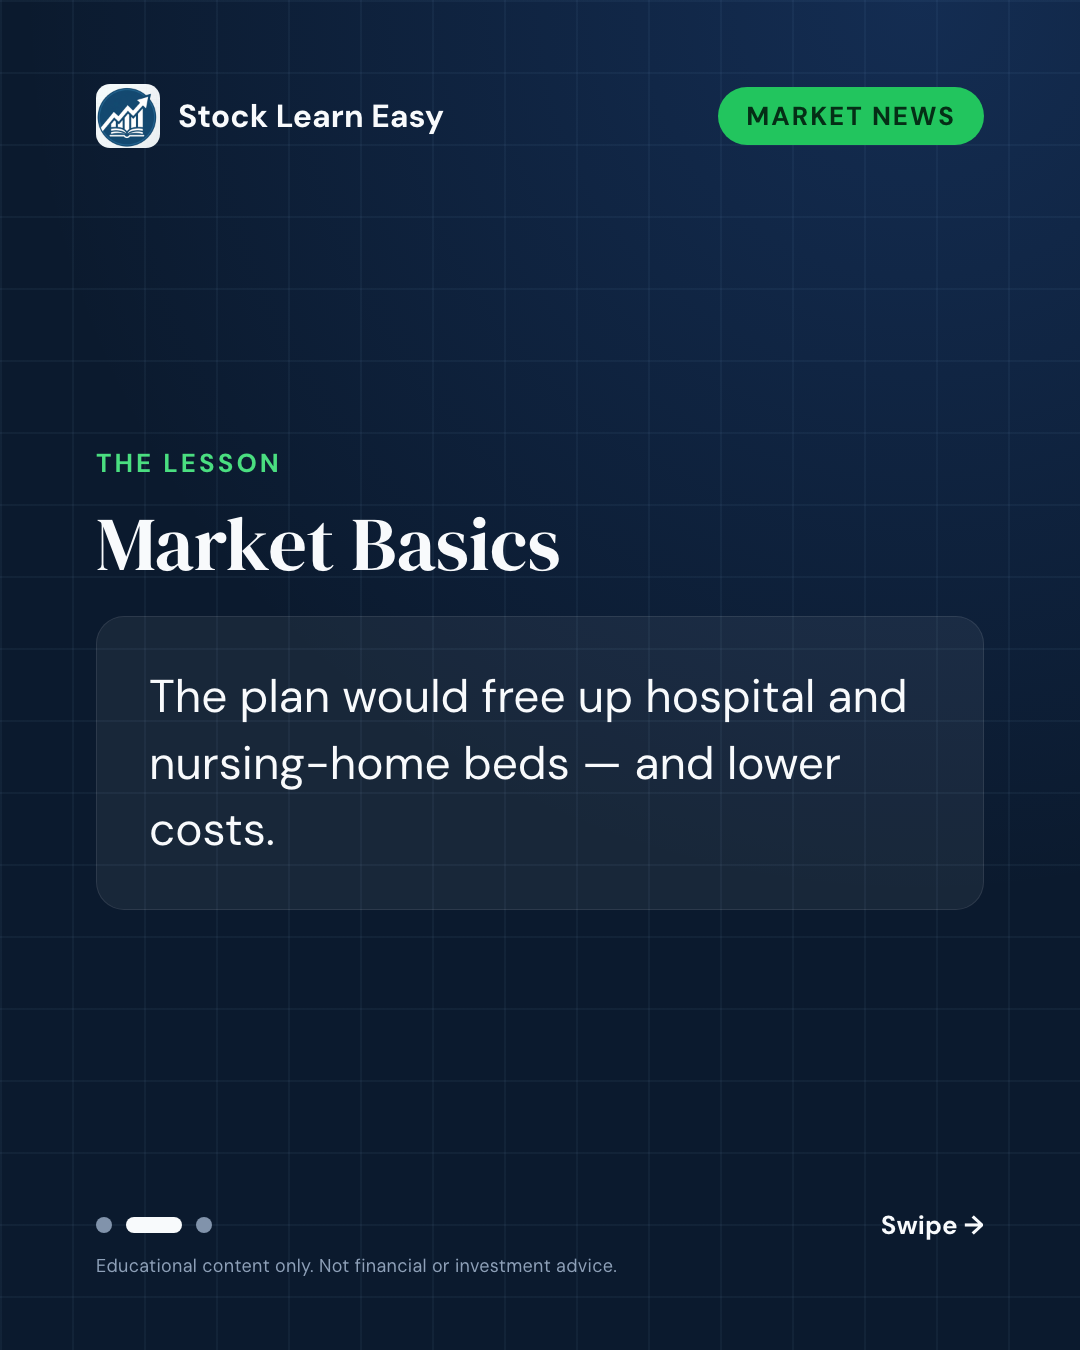 Stock Learn Easy
MARKET NEWS
THE LESSON
Market Basics
The plan would free up hospital and
nursing-home beds — and lower
costs.
Swipe →
Educational content only. Not financial or investment advice.